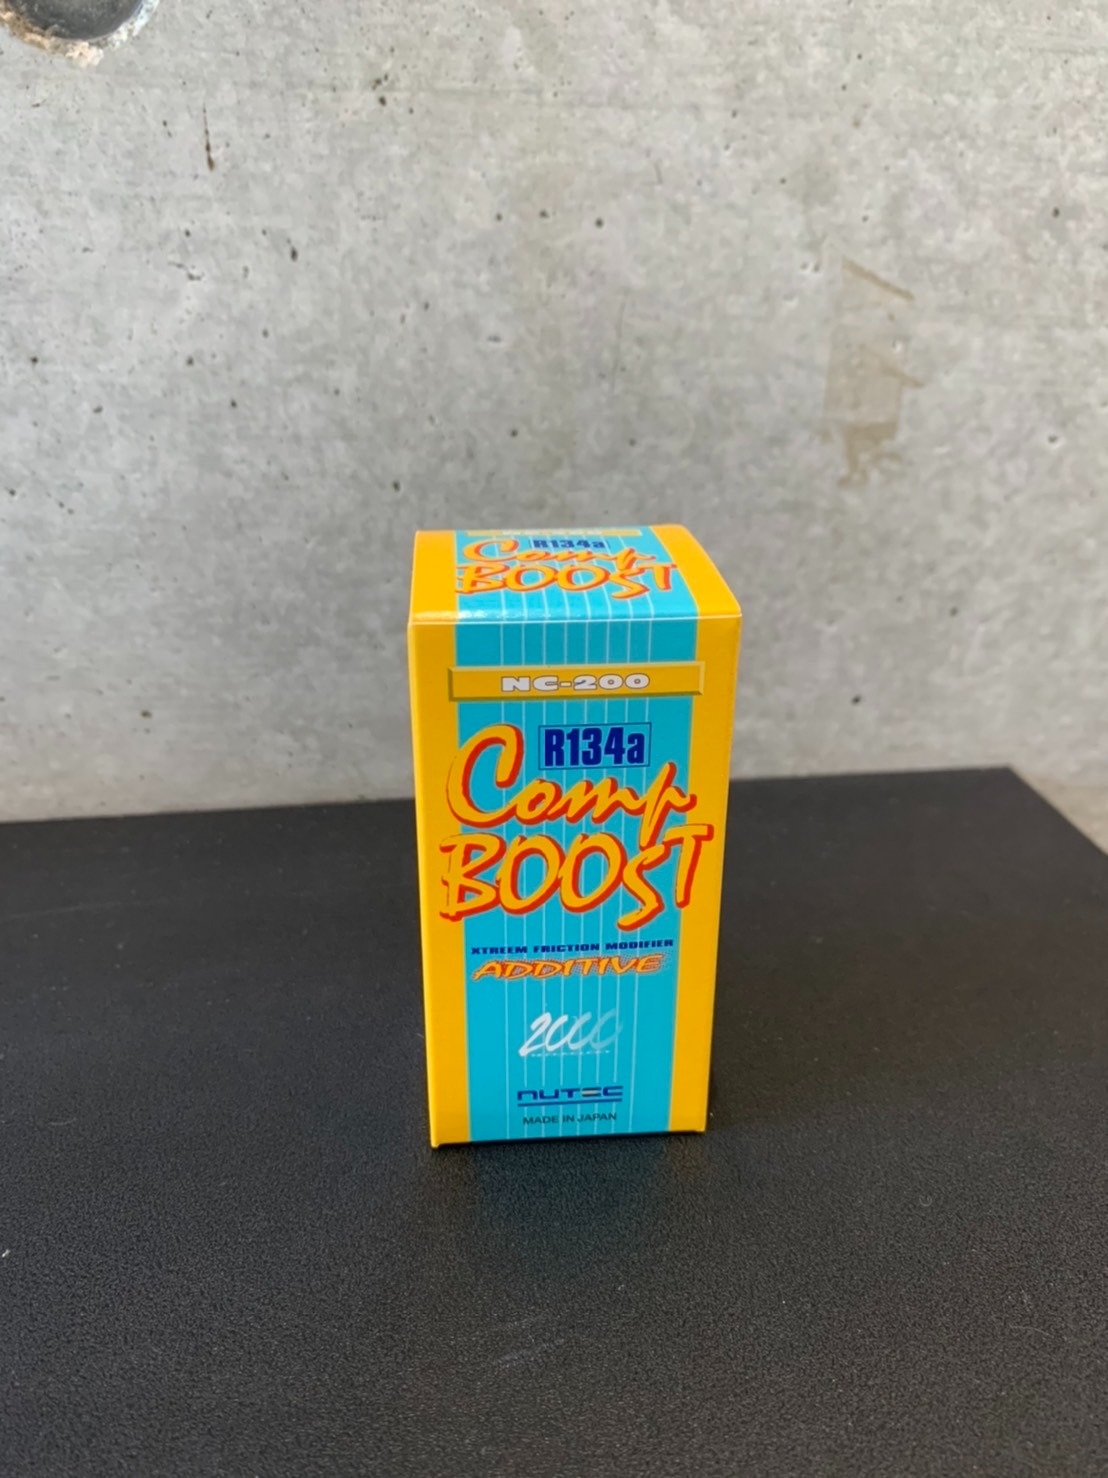 R134a
Comp
BOOST
NC-200
R134a
Comp
BOOST
XTREEM FRICTION MODIFIER
ADDITIVE
2000
NUTEC
MADE IN JAPAN